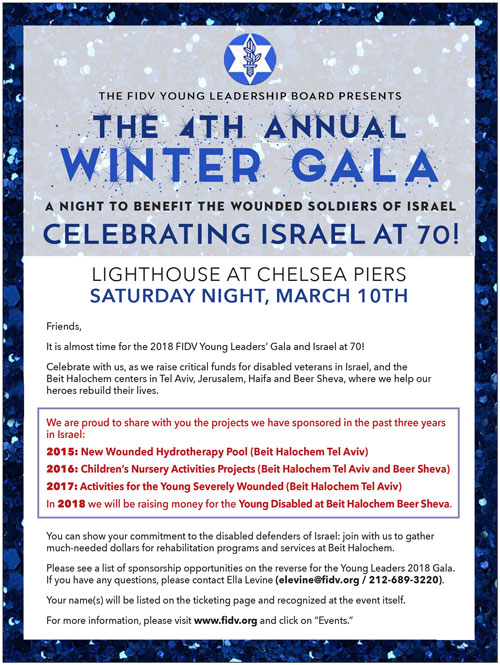 THE FIDV YOUNG LEADERSHIP BOARD PRESENTS
THE 4TH ANNUAL
WINTER GALA
A NIGHT TO BENEFIT THE WOUNDED SOLDIERS OF ISRAEL
CELEBRATING ISRAEL AT 70!
LIGHTHOUSE AT CHELSEA PIERS
SATURDAY NIGHT, MARCH 10TH
Friends,
It is almost time for the 2018 FIDV Young Leaders' Gala and Israel at 70!
Celebrate with us, as we raise critical funds for disabled veterans in Israel, and the
Beit Halochem centers in Tel Aviv, Jerusalem, Haifa and Beer Sheva, where we help our
heroes rebuild their lives.
We are proud to share with you the projects we have sponsored in the past three years
in Israel:
2015: New Wounded Hydrotherapy Pool (Beit Halochem Tel Aviv)
2016: Children's Nursery Activities Projects (Beit Halochem Tel Aviv and Beer Sheva)
2017: Activities for the Young Severely Wounded (Beit Halochem Tel Aviv)
In 2018 we will be raising money for the Young Disabled at Beit Halochem Beer Sheva.
You can show your commitment to the disabled defenders of Israel: join with us to gather
much-needed dollars for rehabilitation programs and services at Beit Halochem.
Please see a list of sponsorship opportunities on the reverse for the Young Leaders 2018 Gala.
If you have any questions, please contact Ella Levine (elevine@fidv.org / 212-689-3220).
Your name(s) will be listed on the ticketing page and recognized at the event itself.
For more information, please visit www.fidv.org and click on "Events."